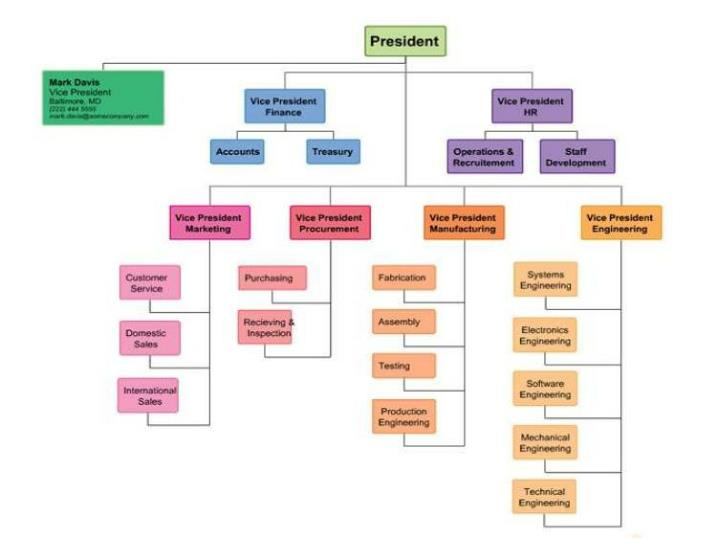 President
Mark Davis
Vice President
Baltimore, MD
(222) 444 5555
mark.davis@somecompany.com
Vice President
Finance
Vice President
HR
Accounts
Treasury
Operations &
Recruitement
Staff
Development
Vice President
Marketing
Vice President
Procurement
Vice President
Manufacturing
Vice President
Engineering
Customer
Service
Domestic
Sales
International
Sales
Purchasing
Recieving &
Inspection
Fabrication
Assembly
Testing
Production
Engineering
Systems
Engineering
Electronics
Engineering
Software
Engineering
Mechanical
Engineering
Technical
Engineering